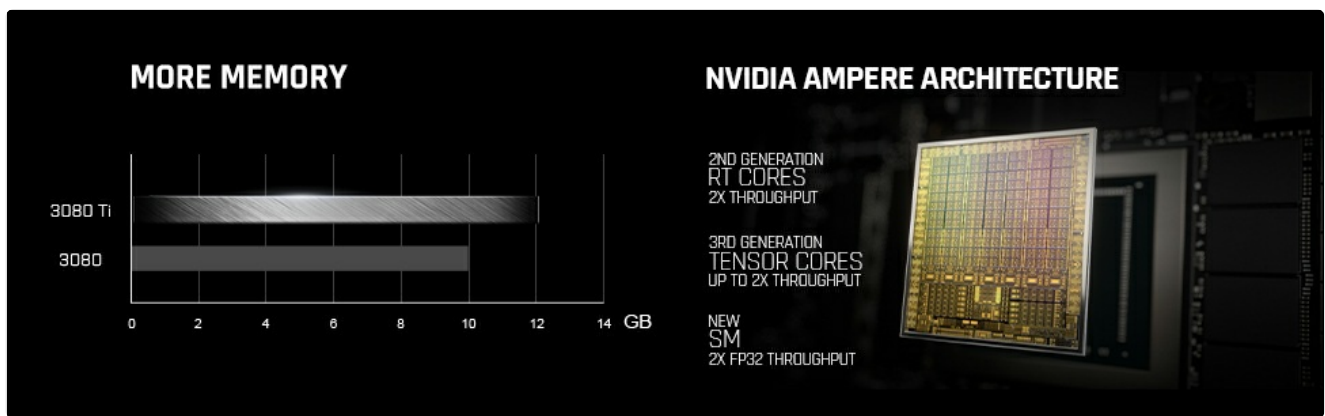 MORE MEMORY
3080 Ti
3080
0 2 4 6 8 10 12 14 GB
NVIDIA AMPERE ARCHITECTURE
2ND GENERATION
RT CORES
2X THROUGHPUT
3RD GENERATION
TENSOR CORES
UP TO 2X THROUGHPUT
NEW
SM
2X FP32 THROUGHPUT